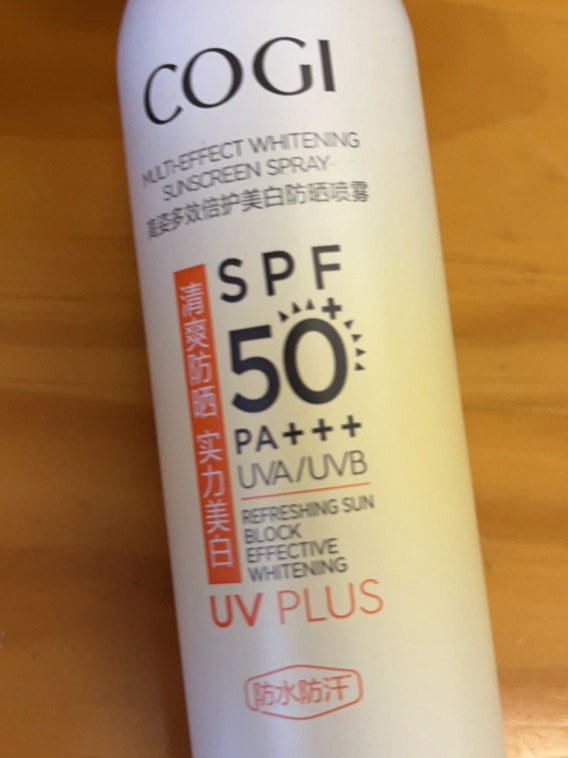 COGI
MULTI-EFFECT WHITENING
SUNSCREEN SPRAY
高姿多效倍护美白防晒喷雾
清爽防晒 实力美白
SPF
50+
PA+++
UVA/UVB
REFRESHING SUN
BLOCK
EFFECTIVE
WHITENING
UV PLUS
防水防汗